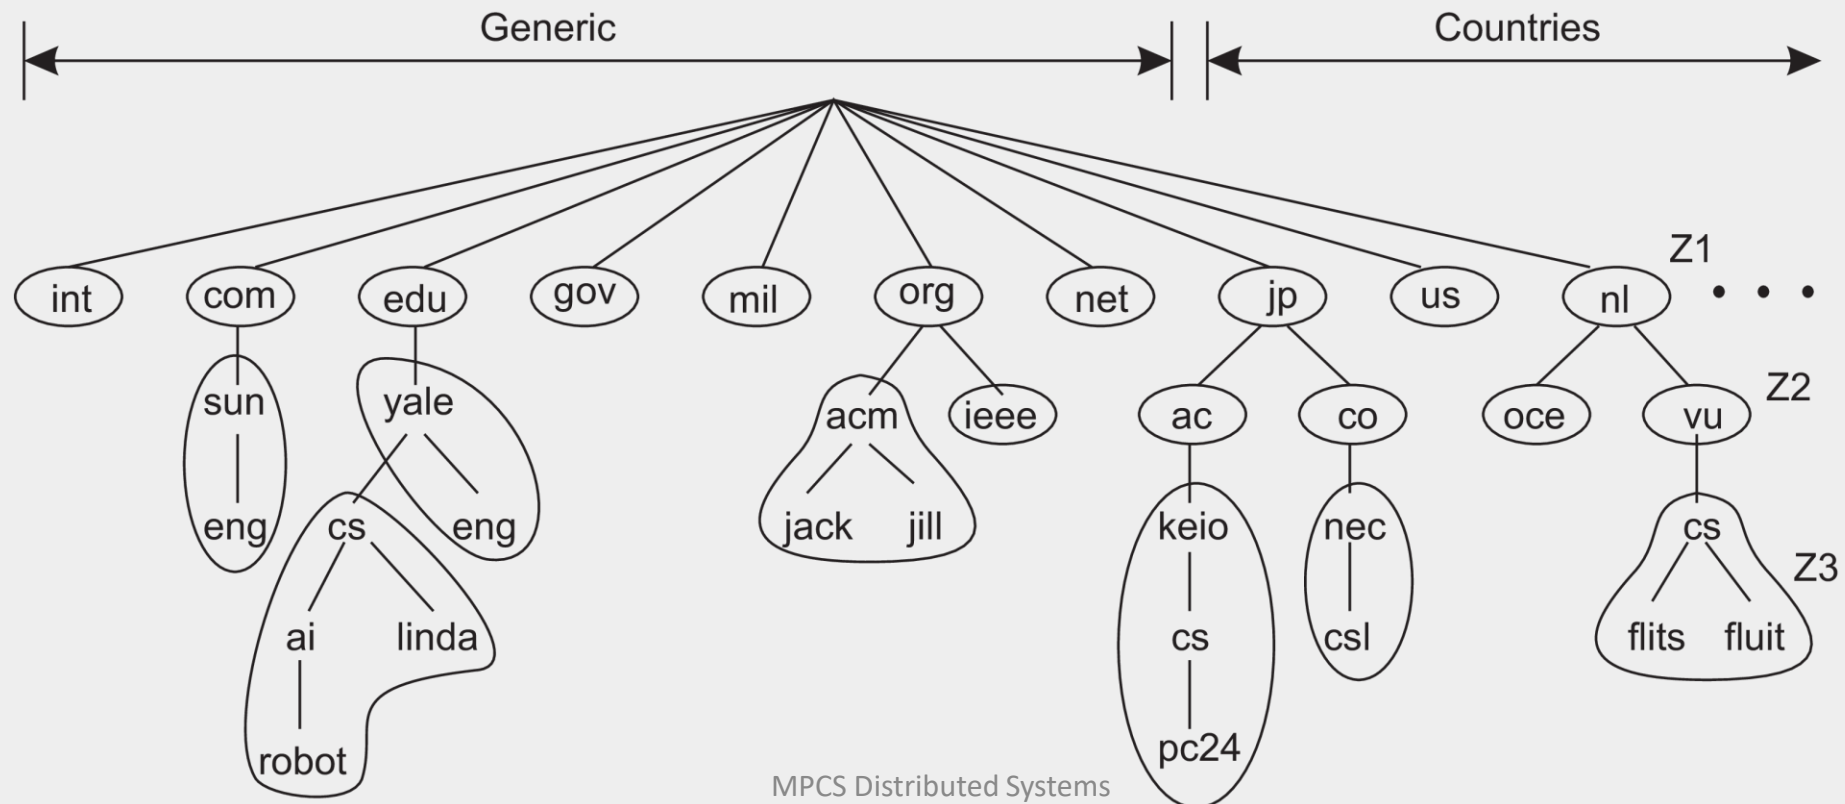 Generic Countries
Z1
int com edu gov mil org net jp us nl • • •
Z2
sun yale acm ieee ac co oce vu
eng cs eng jack jill keio nec cs
Z3
ai linda cs csl flits fluit
robot pc24
MPCS Distributed Systems